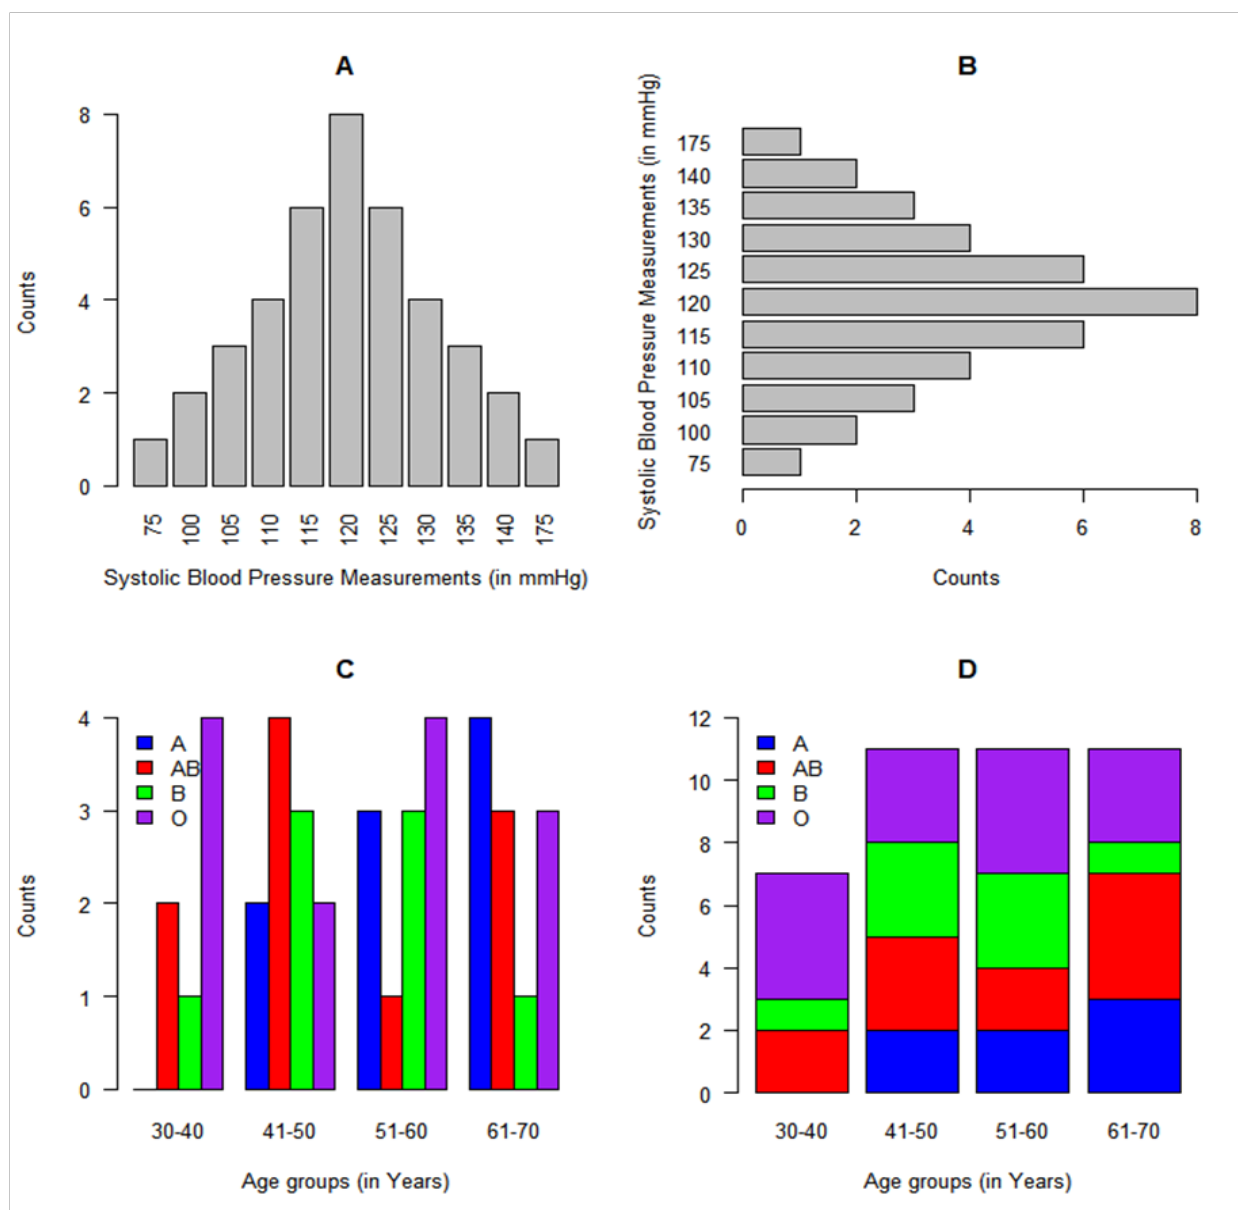 A
8
6
4
2
0
Counts
75 100 105 110 115 120 125 130 135 140 175
Systolic Blood Pressure Measurements (in mmHg)
B
Systolic Blood Pressure Measurements (in mmHg)
175
140
135
130
125
120
115
110
105
100
75
0 2 4 6 8
Counts
C
4
3
2
1
0
Counts
A
AB
B
O
30-40 41-50 51-60 61-70
Age groups (in Years)
D
12
10
8
6
4
2
0
Counts
A
AB
B
O
30-40 41-50 51-60 61-70
Age groups (in Years)